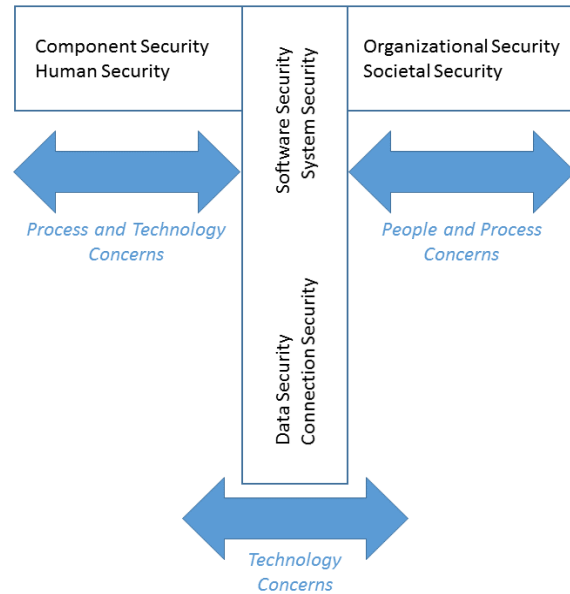 Component Security
Human Security
Software Security
System Security
Organizational Security
Societal Security
Process and Technology
Concerns
People and Process
Concerns
Data Security
Connection Security
Technology
Concerns